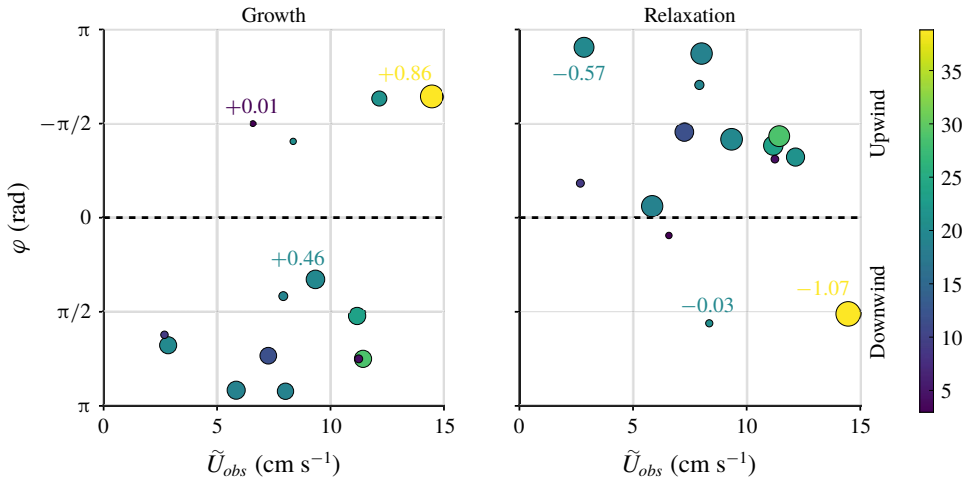 Growth
Relaxation
π
−π/2
0
π/2
π
φ (rad)
+0.86
+0.01
+0.46
−0.57
−0.03
−1.07
Upwind
Downwind
35
30
25
20
15
10
5
0 5 10 15
0 5 10 15
Ũobs (cm s⁻¹)
Ũobs (cm s⁻¹)